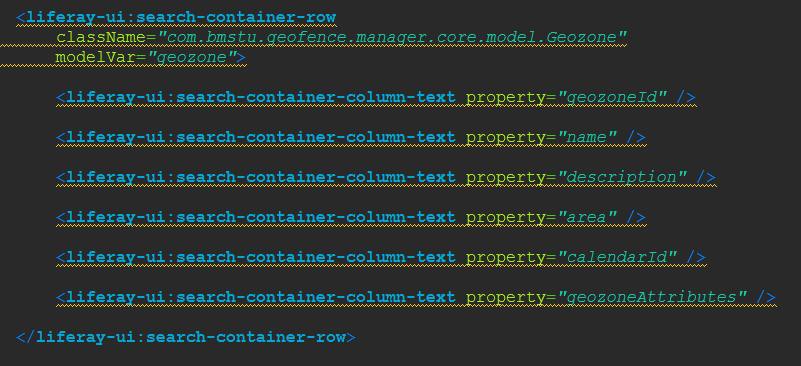 <liferay-ui:search-container-row
className="com.bmstu.geofence.manager.core.model.Geozone"
modelVar="geozone">
<liferay-ui:search-container-column-text property="geozoneId" />
<liferay-ui:search-container-column-text property="name" />
<liferay-ui:search-container-column-text property="description" />
<liferay-ui:search-container-column-text property="area" />
<liferay-ui:search-container-column-text property="calendarId" />
<liferay-ui:search-container-column-text property="geozoneAttributes" />
</liferay-ui:search-container-row>